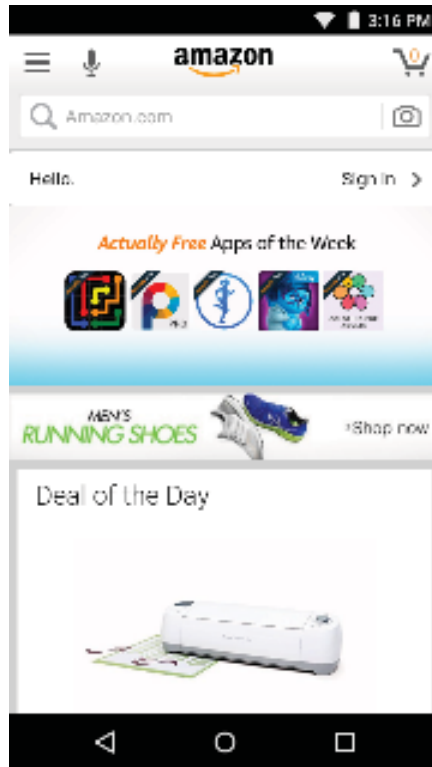 3:16 PM
amazon
0
Amazon.com
Hello.
Sign In
Actually Free Apps of the Week
PRO
MEN'S
RUNNING SHOES
Shop now
Deal of the Day